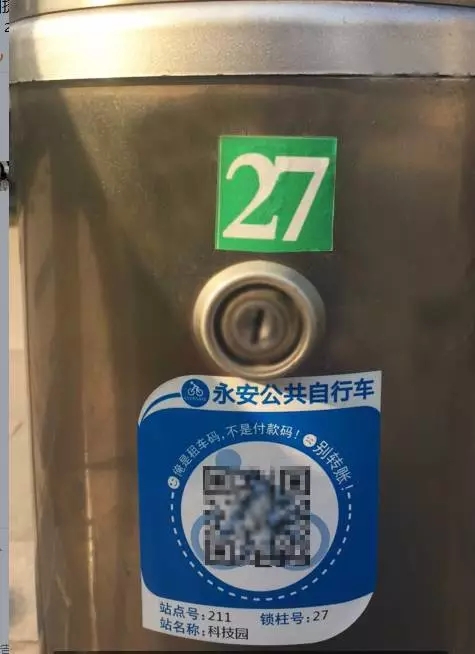 27
永安公共自行车
俺是租车码,不是付款码!
别转账!
站点号:211 锁柱号:27
站名称:科技园